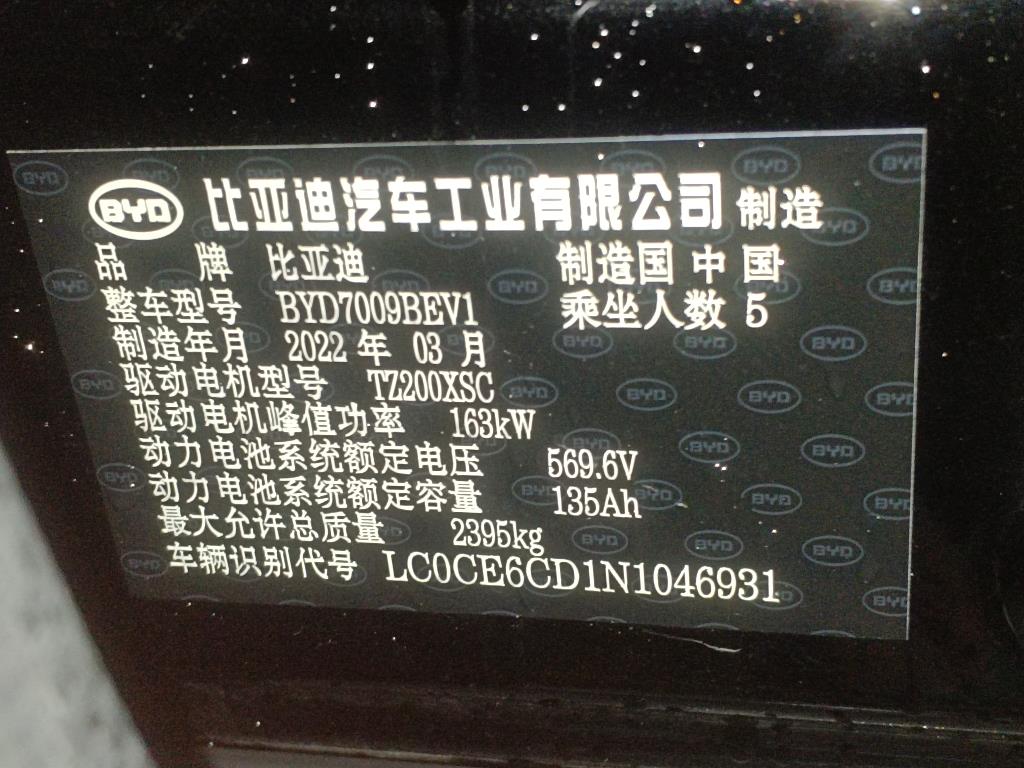 BYD 比亚迪汽车工业有限公司 制造
品 牌 比亚迪 制造国 中国
整车型号 BYD7009BEV1 乘坐人数 5
制造年月 2022 年 03 月
驱动电机型号 TZ200XSC
驱动电机峰值功率 163kW
动力电池系统额定电压 569.6V
动力电池系统额定容量 135Ah
最大允许总质量 2395kg
车辆识别代号 LC0CE6CD1N1046931